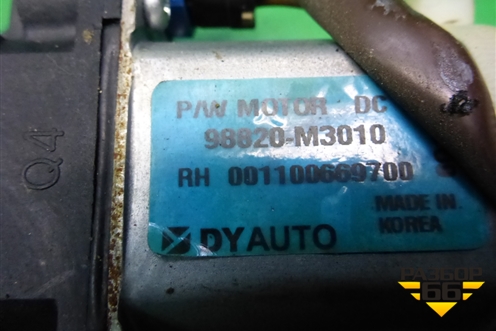 P/W MOTOR DC
98820-M3010
RH 001100669700
MADE IN
KOREA
DYAUTO
Q4
РАЗБОР
66